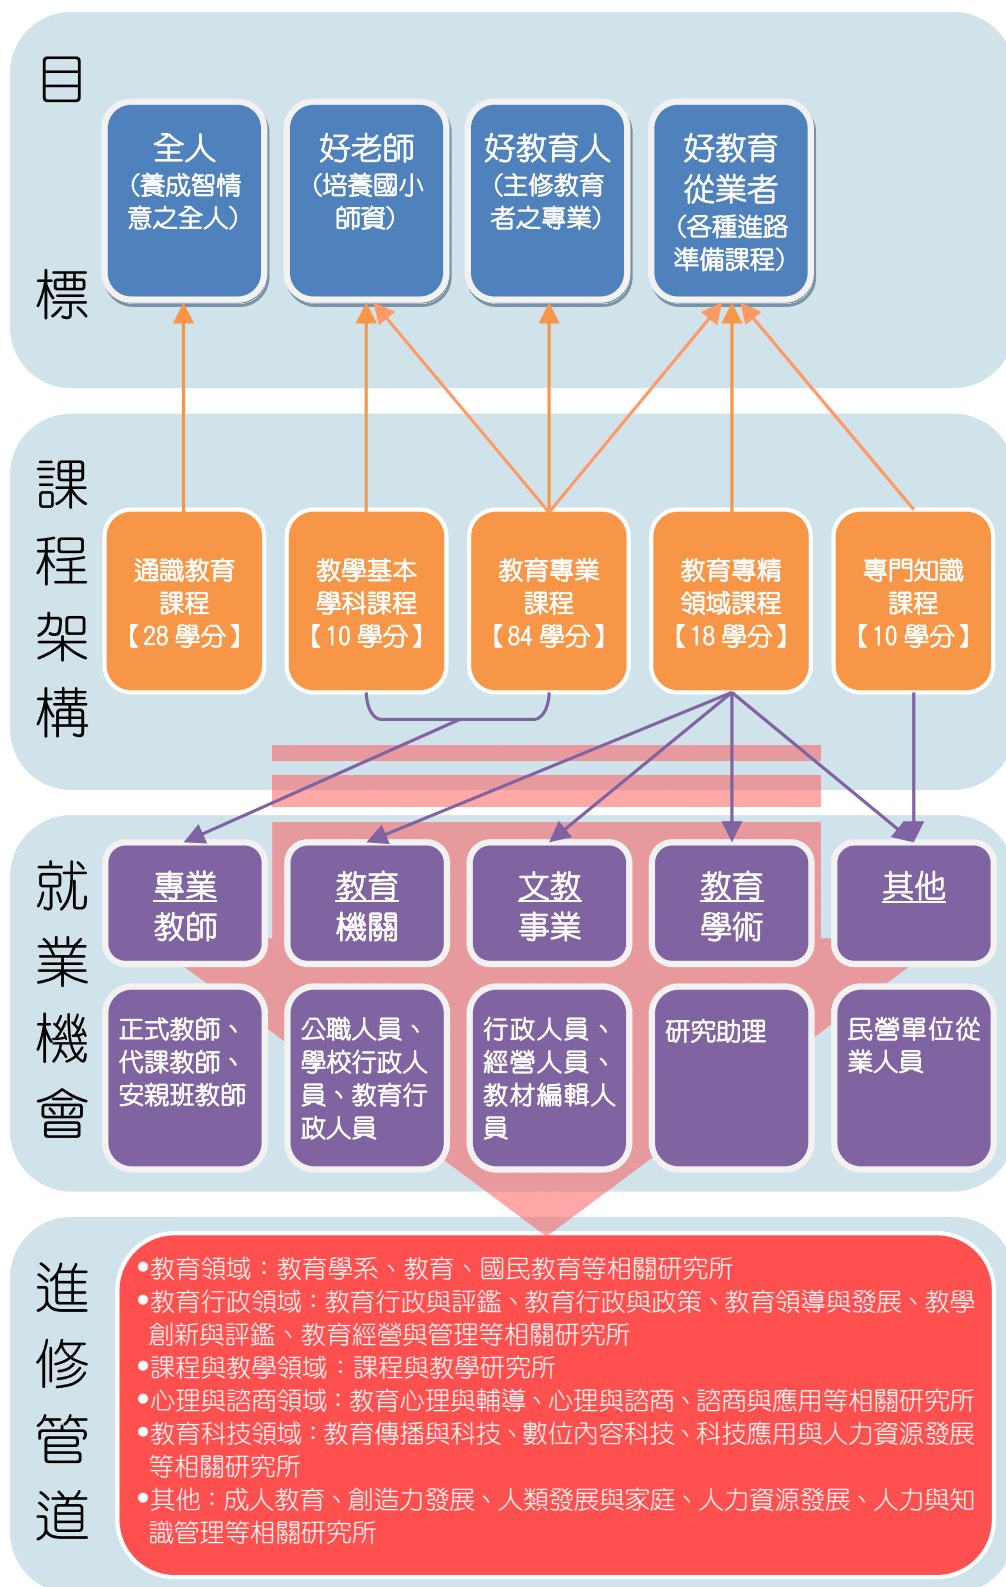 目
標
全人
（養成智情
意之全人）
好老師
（培養國小
師資）
好教育人
（主修教育
者之專業）
好教育
從業者
（各種進路
準備課程）
課
程
架
構
通識教育
課程
【28 學分】
教學基本
學科課程
【10 學分】
教育專業
課程
【84 學分】
教育專精
領域課程
【18 學分】
專門知識
課程
【10 學分】
就
業
機
會
專業
教師
教育
機關
文教
事業
教育
學術
其他
正式教師、
代課教師、
安親班教師
公職人員、
學校行政人
員、教育行
政人員
行政人員、
經營人員、
教材編輯人
員
研究助理
民營單位從
業人員
進
修
管
道
•教育領域：教育學系、教育、國民教育等相關研究所
•教育行政領域：教育行政與評鑑、教育行政與政策、教育領導與發展、教學
創新與評鑑、教育經營與管理等相關研究所
•課程與教學領域：課程與教學研究所
•心理與諮商領域：教育心理與輔導、心理與諮商、諮商與應用等相關研究所
•教育科技領域：教育傳播與科技、數位內容科技、科技應用與人力資源發展
等相關研究所
•其他：成人教育、創造力發展、人類發展與家庭、人力資源發展、人力與知
識管理等相關研究所